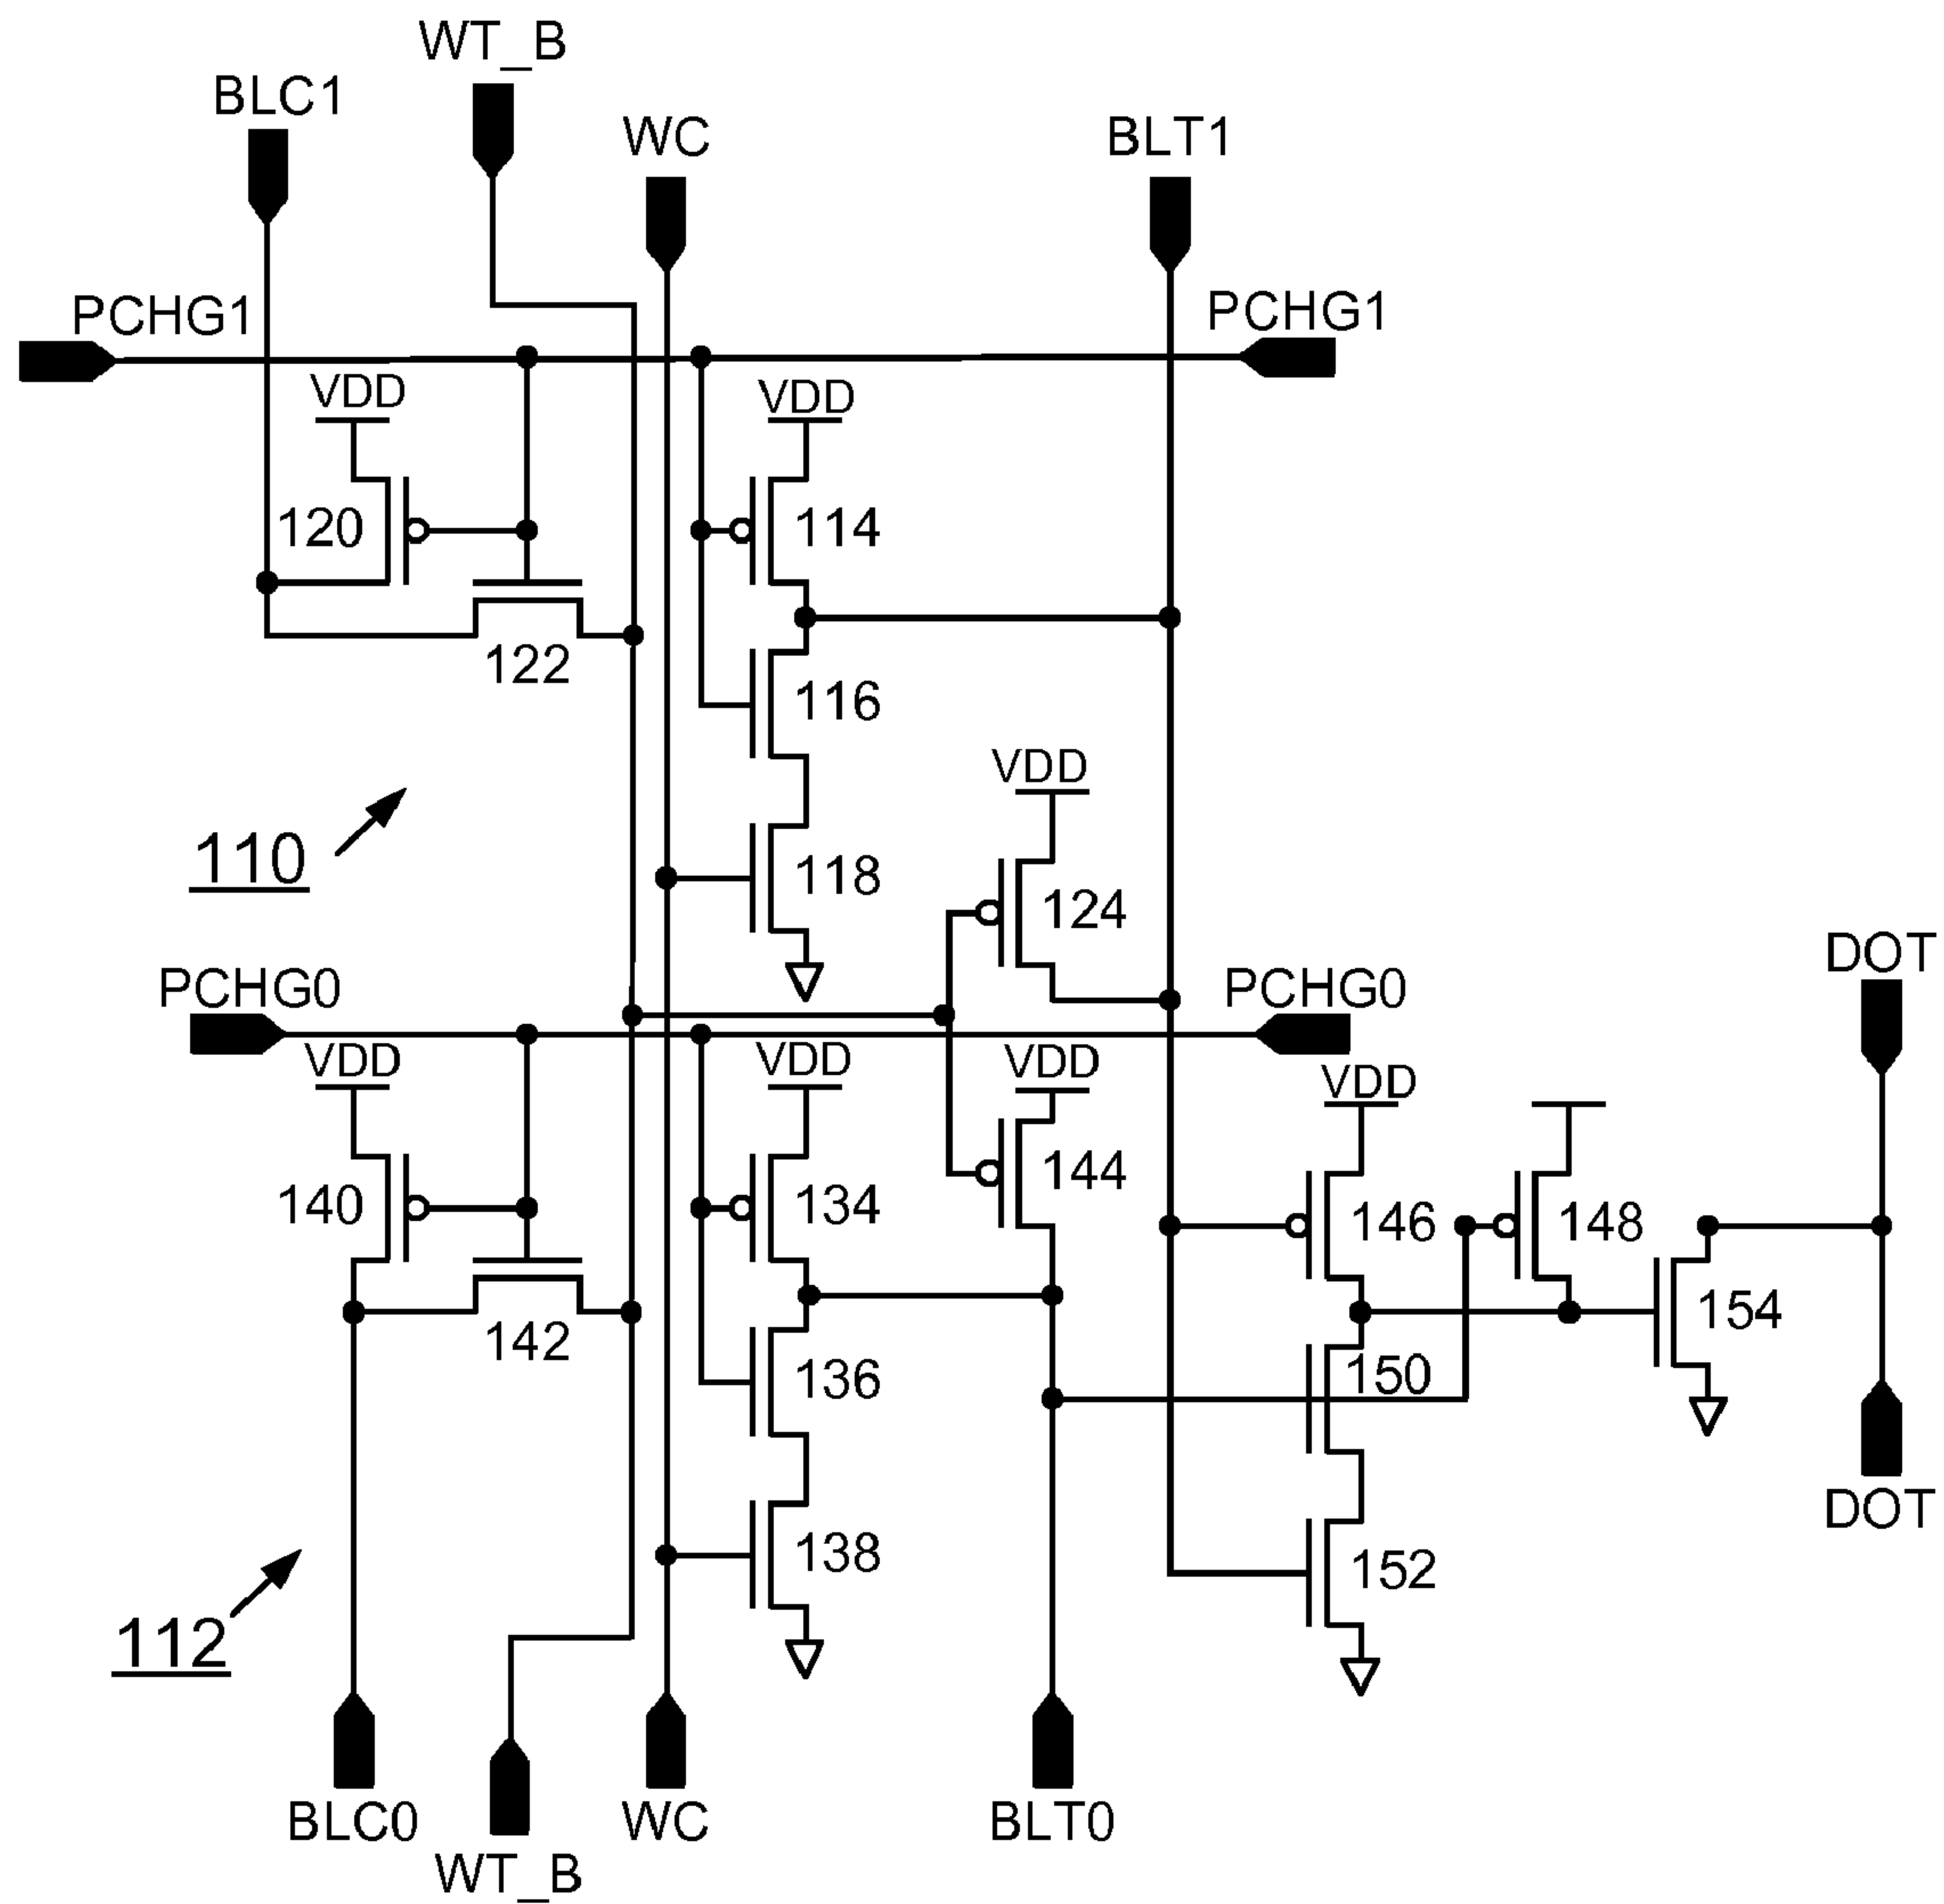 WT_B
BLC1
WC
BLT1
PCHG1
PCHG1
VDD
VDD
120
114
122
116
VDD
110
118
124
DOT
PCHG0
PCHG0
VDD
VDD
VDD
VDD
140
134
144
146
148
154
142
136
150
DOT
138
152
112
BLC0
WC
BLT0
WT_B